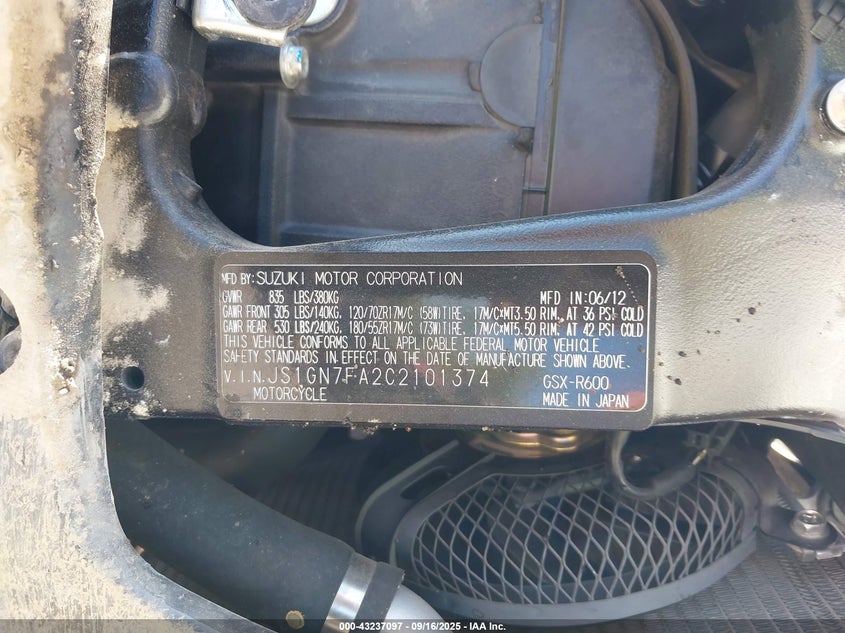 MFD BY: SUZUKI MOTOR CORPORATION
GVWR 835 LBS/380KG MFD IN: 06/12
GAWR FRONT 305 LBS/140KG, 120/70ZR17M/C (58W)TIRE, 17M/C×MT3.50 RIM, AT 36 PSI COLD
GAWR REAR 530 LBS/240KG, 180/55ZR17M/C (73W)TIRE, 17M/C×MT5.50 RIM, AT 42 PSI COLD
THIS VEHICLE CONFORMS TO ALL APPLICABLE FEDERAL MOTOR VEHICLE
SAFETY STANDARDS IN EFFECT ON THE DATE OF MANUFACTURE SHOWN ABOVE.
V.I.N. JS1GN7FA2C2101374 GSX-R600
MOTORCYCLE MADE IN JAPAN
000-43237097 - 09/16/2025 - IAA Inc.